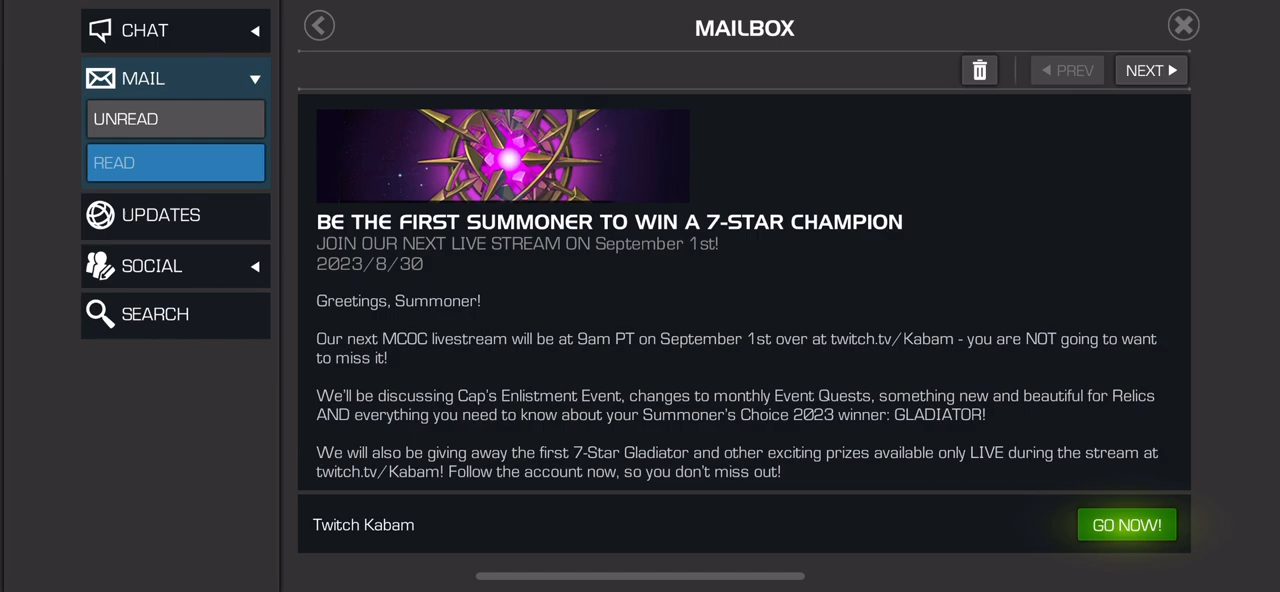 CHAT
MAIL
UNREAD
READ
UPDATES
SOCIAL
SEARCH
MAILBOX
PREV
NEXT
BE THE FIRST SUMMONER TO WIN A 7-STAR CHAMPION
JOIN OUR NEXT LIVE STREAM ON September 1st!
2023/8/30
Greetings, Summoner!
Our next MCOC livestream will be at 9am PT on September 1st over at twitch.tv/Kabam - you are NOT going to want
to miss it!
We'll be discussing Cap's Enlistment Event, changes to monthly Event Quests, something new and beautiful for Relics
AND everything you need to know about your Summoner's Choice 2023 winner: GLADIATOR!
We will also be giving away the first 7-Star Gladiator and other exciting prizes available only LIVE during the stream at
twitch.tv/Kabam! Follow the account now, so you don't miss out!
Twitch Kabam
GO NOW!